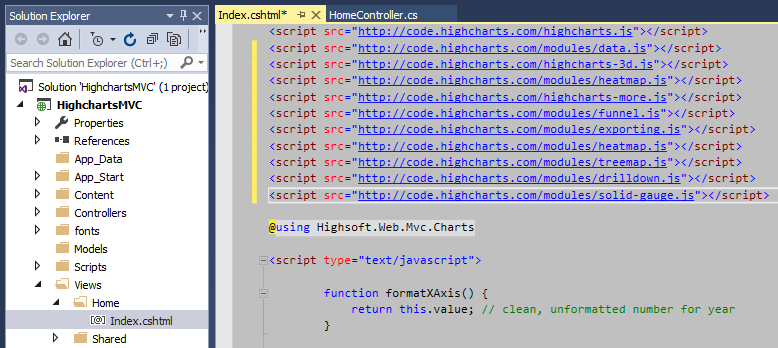 Solution Explorer
Search Solution Explorer (Ctrl+;)
Solution 'HighchartsMVC' (1 project)
HighchartsMVC
Properties
References
App_Data
App_Start
Content
Controllers
fonts
Models
Scripts
Views
Home
[@] Index.cshtml
Shared
Index.cshtml* HomeController.cs
<script src="http://code.highcharts.com/highcharts.js"></script>
<script src="http://code.highcharts.com/modules/data.js"></script>
<script src="http://code.highcharts.com/highcharts-3d.js"></script>
<script src="http://code.highcharts.com/modules/heatmap.js"></script>
<script src="http://code.highcharts.com/highcharts-more.js"></script>
<script src="http://code.highcharts.com/modules/funnel.js"></script>
<script src="http://code.highcharts.com/modules/exporting.js"></script>
<script src="http://code.highcharts.com/modules/heatmap.js"></script>
<script src="http://code.highcharts.com/modules/treemap.js"></script>
<script src="http://code.highcharts.com/modules/drilldown.js"></script>
<script src="http://code.highcharts.com/modules/solid-gauge.js"></script>
@using Highsoft.Web.Mvc.Charts
<script type="text/javascript">
function formatXAxis() {
return this.value; // clean, unformatted number for year
}